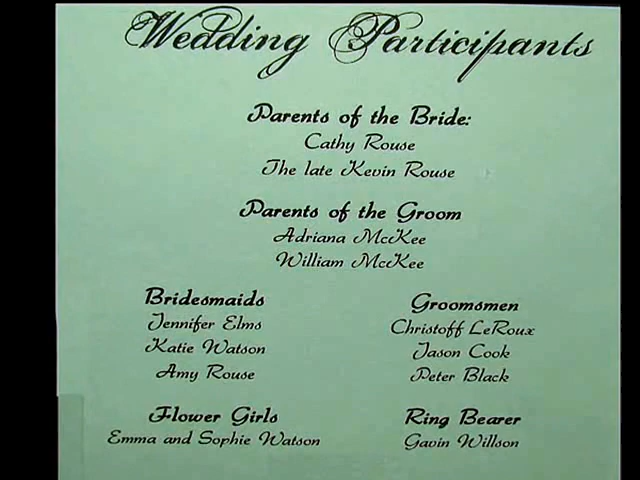 Wedding Participants
Parents of the Bride:
Cathy Rouse
The late Kevin Rouse
Parents of the Groom
Adriana McKee
William McKee
Bridesmaids
Jennifer Elms
Katie Watson
Amy Rouse
Groomsmen
Christoff LeRoux
Jason Cook
Peter Black
Flower Girls
Emma and Sophie Watson
Ring Bearer
Gavin Willson